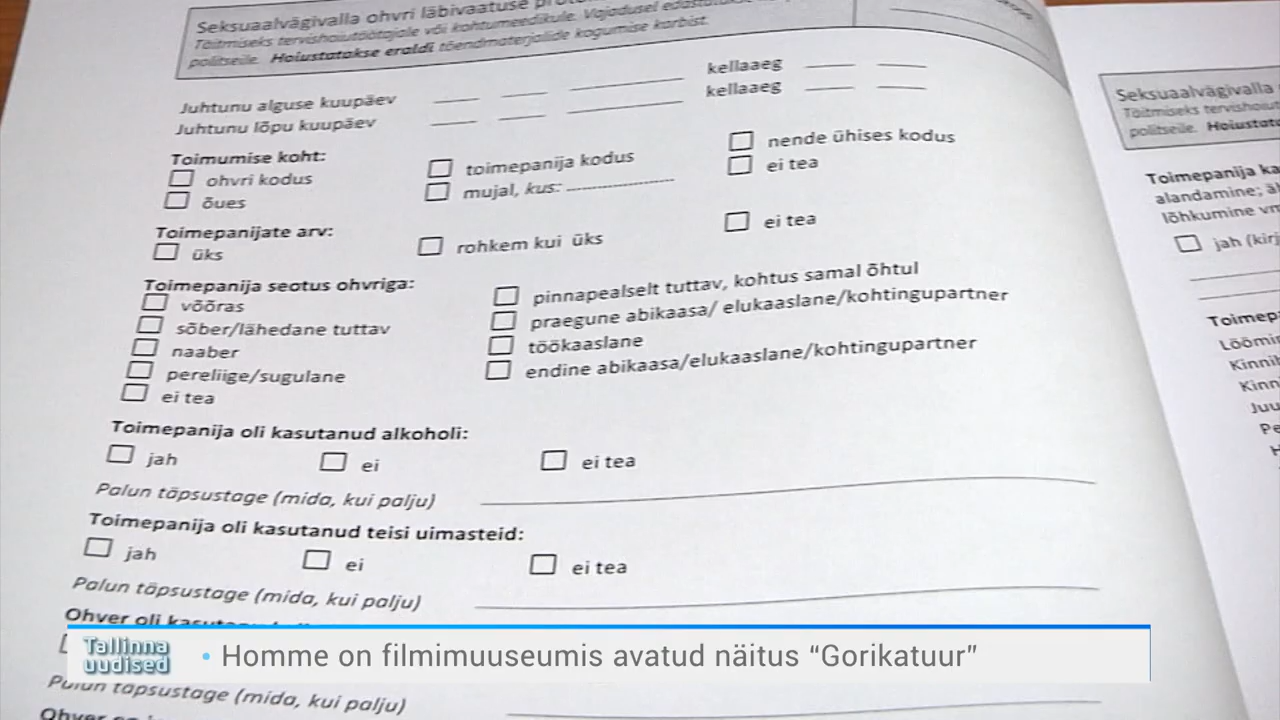 Seksuaalvägivalla ohvri läbivaatuse
Täitmiseks tervishoiutöötajale või kohtumeedikule. Vajadusel edastatakse
politseile. Hoiustatakse eraldi tõendmaterjalide kogumise karbist.
Juhtunu alguse kuupäev kellaaeg
Juhtunu lõpu kuupäev kellaaeg
Toimumise koht:
ohvri kodus toimepanija kodus nende ühises kodus
õues mujal, kus: ei tea
Toimepanijate arv:
üks rohkem kui üks ei tea
Toimepanija seotus ohvriga:
võõras pinnapealselt tuttav, kohtus samal õhtul
sõber/lähedane tuttav praegune abikaasa/ elukaaslane/kohtingupartner
naaber töökaaslane
pereliige/sugulane endine abikaasa/elukaaslane/kohtingupartner
ei tea
Toimepanija oli kasutanud alkoholi:
jah ei ei tea
Palun täpsustage (mida, kui palju)
Toimepanija oli kasutanud teisi uimasteid:
jah ei ei tea
Palun täpsustage (mida, kui palju)
Ohver oli
Palun täpsustage (mida, kui palju)
Ohver
Seksuaalvägivalla
Täitmiseks
politseile.
Toimepanija
alandamine;
lõhkumine
jah
Tallinna
uudised
• Homme on filmimuuseumis avatud näitus “Gorikatuur”